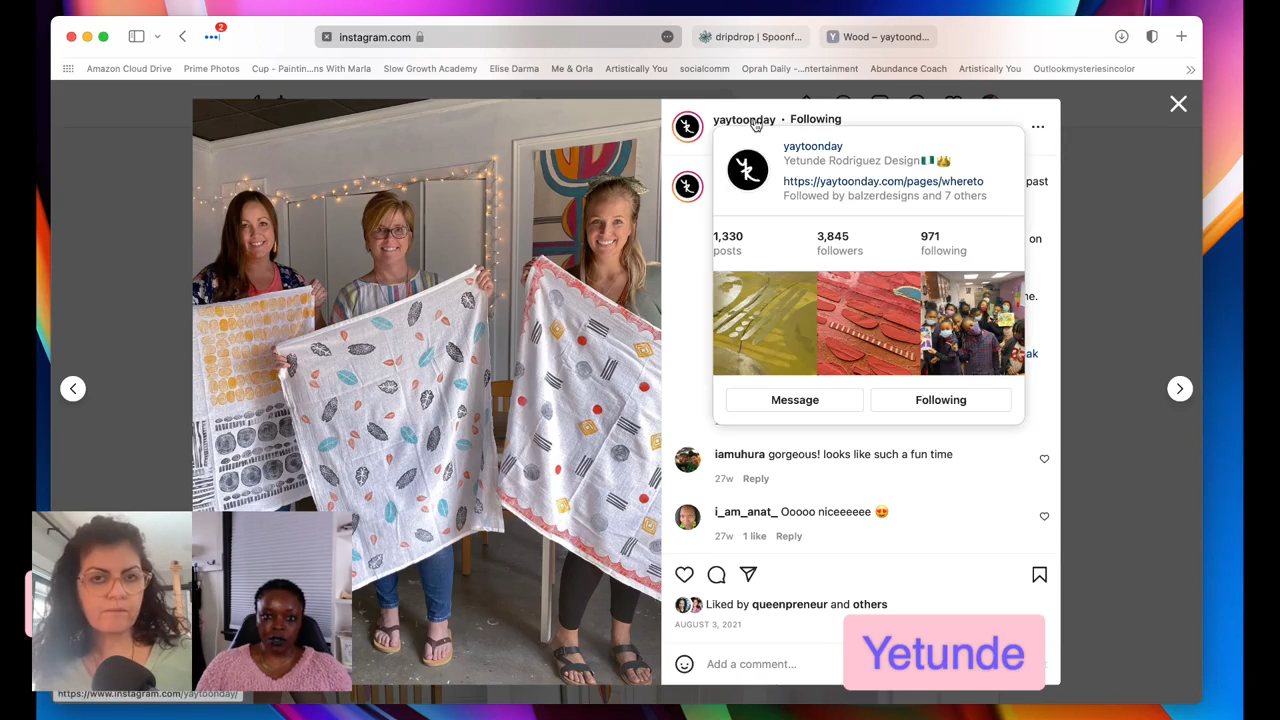 2
instagram.com
dripdrop | Spoonf...
Y
Wood – yaytoond...
Amazon Cloud Drive
Prime Photos
Cup - Paintin...ns With Marla
Slow Growth Academy
Elise Darma
Me & Orla
Artistically You
socialcomm
Oprah Daily -...ntertainment
Abundance Coach
Artistically You
Outlookmysteriesincolor
yaytoonday • Following
yaytoonday
Yetunde Rodriguez Design🇳🇬👑
https://yaytoonday.com/pages/whereto
Followed by balzerdesigns and 7 others
past
1,330
posts
3,845
followers
971
following
on
me.
ak
Message
Following
iamuhura gorgeous! looks like such a fun time
27w Reply
i_am_anat_ Ooooo niceeeeee 😍
27w 1 like Reply
Liked by queenpreneur and others
AUGUST 3, 2021
Add a comment...
Yetunde
https://www.instagram.com/yaytoonday/